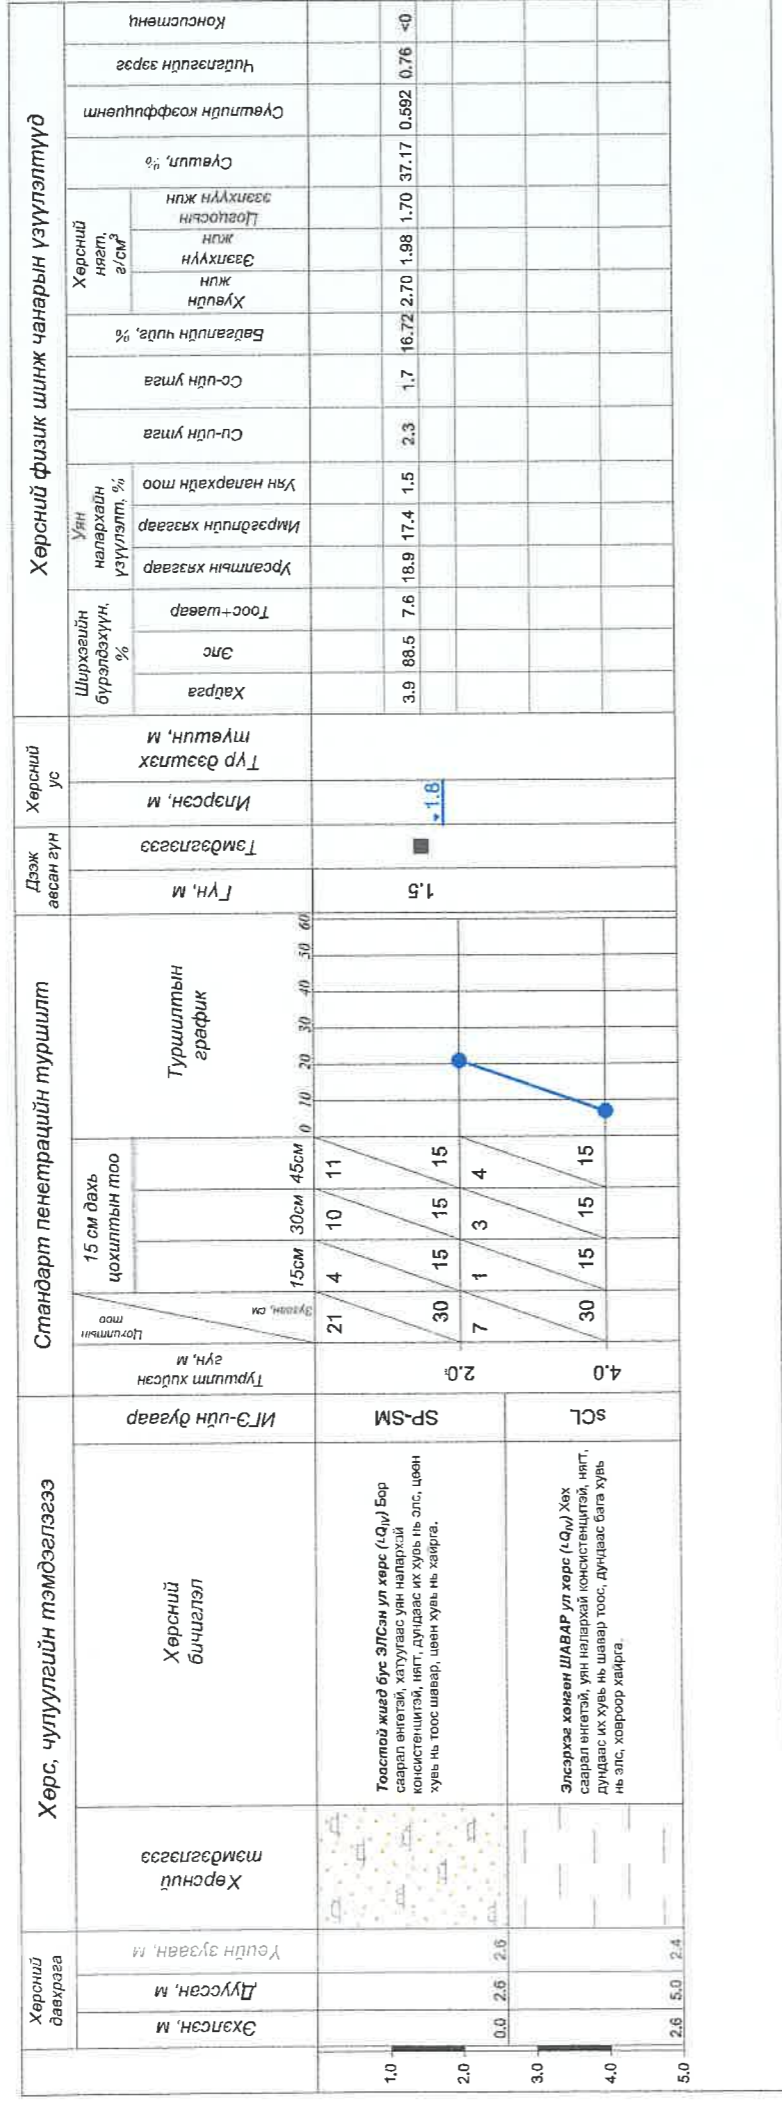 Хөрсний давхрага
Эхэлсэн, м
Дууссан, м
Үеийн зузаан, м
Хөрс, чулуулгийн тэмдэглэгээ
Хөрсний тэмдэглэгээ
Хөрсний бичиглэл
ИГЭ-ийн дугаар
Стандарт пенетрацийн туршилт
Туршилт хийсэн гүн, м
Цохилтын тоо
Зузаан, см
15 см дахь цохилтын тоо
15см
30см
45см
Туршилтын график
0 10 20 30 40 50 60
Дээж авсан гүн
Гүн, м
Тэмдэглэгээ
Хөрсний ус
Илэрсэн, м
Түр дээшлэх түвшин, м
Хөрсний физик шинж чанарын үзүүлэлтүүд
Ширхэгийн бүрэлдэхүүн, %
Хайрга
Элс
Тоос+шавар
Уян налархайн үзүүлэлт, %
Урсалтын хязгаар
Имрэгдлийн хязгаар
Уян налархайн тоо
Cu-ийн утга
Cc-ийн утга
Байгалийн чийг, %
Хөрсний нягт, г/см³
Хувийн жин
Эзэлхүүн жин
Цогцосын эзэлхүүн жин
Сүвшил, %
Сүвшлийн коэффициент
Чийглэгийн зэрэг
Консистенц
1.0
2.0
3.0
4.0
5.0
0.0 2.6 2.6
Тоостой жигд бус ЭЛСэн ул хөрс (LQIV) Бор
саарал өнгөтэй, хатуугаас уян налархай
консистенцитэй, нягт, дундаас их хувь нь элс, цөөн
хувь нь тоос шавар, цөөн хувь нь хайрга.
SP-SM
2.0
21 30
4 15
10 15
11 15
1.5
1.8
3.9 88.5 7.6 18.9 17.4 1.5 2.3 1.7 16.72 2.70 1.98 1.70 37.17 0.592 0.76 <0
2.6 5.0 2.4
Элсэрхэг хөнгөн ШАВАР ул хөрс (LQIV) Хөх
саарал өнгөтэй, уян налархай консистенцитэй, нягт,
дундаас их хувь нь шавар тоос, дундаас бага хувь
нь элс, ховроор хайрга.
sCL
4.0
7 30
1 15
3 15
4 15